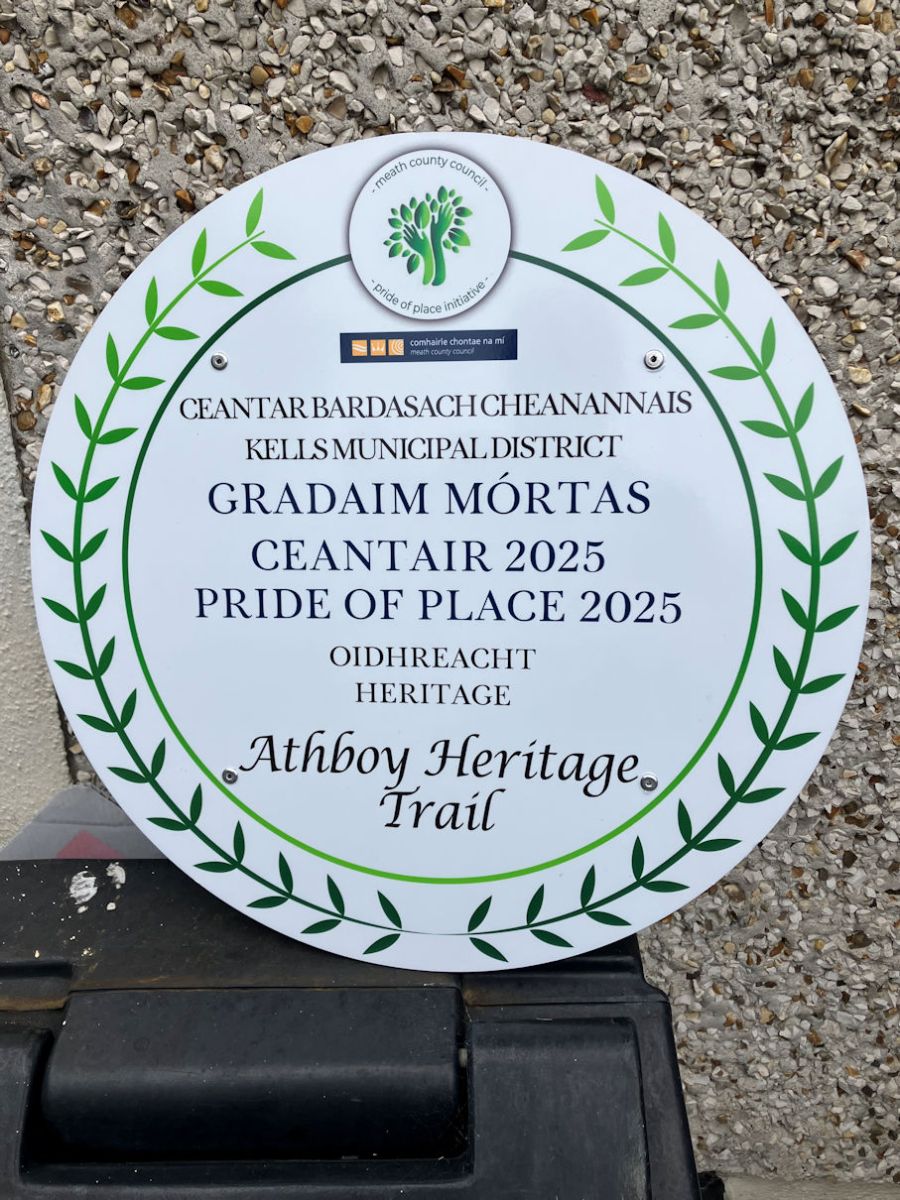 - meath county council -
- pride of place initiative -
comhairle chontae na mí
meath county council
CEANTAR BARDASACH CHEANANNAIS
KELLS MUNICIPAL DISTRICT
GRADAIM MÓRTAS
CEANTAIR 2025
PRIDE OF PLACE 2025
OIDHREACHT
HERITAGE
Athboy Heritage
Trail